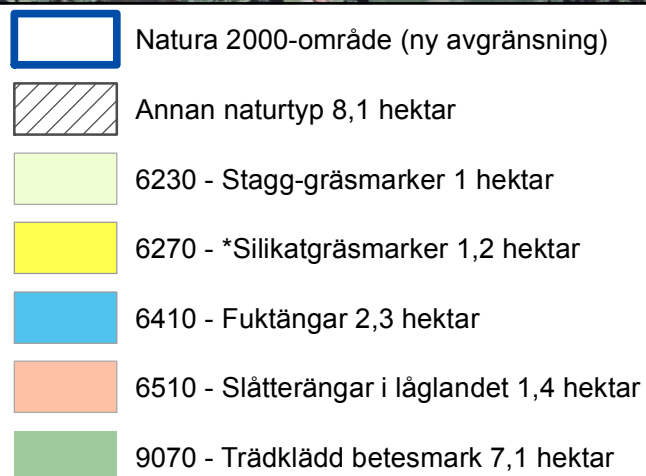 Natura 2000-område (ny avgränsning)
Annan naturtyp 8,1 hektar
6230 - Stagg-gräsmarker 1 hektar
6270 - *Silikatgräsmarker 1,2 hektar
6410 - Fuktängar 2,3 hektar
6510 - Slåtterängar i låglandet 1,4 hektar
9070 - Trädklädd betesmark 7,1 hektar